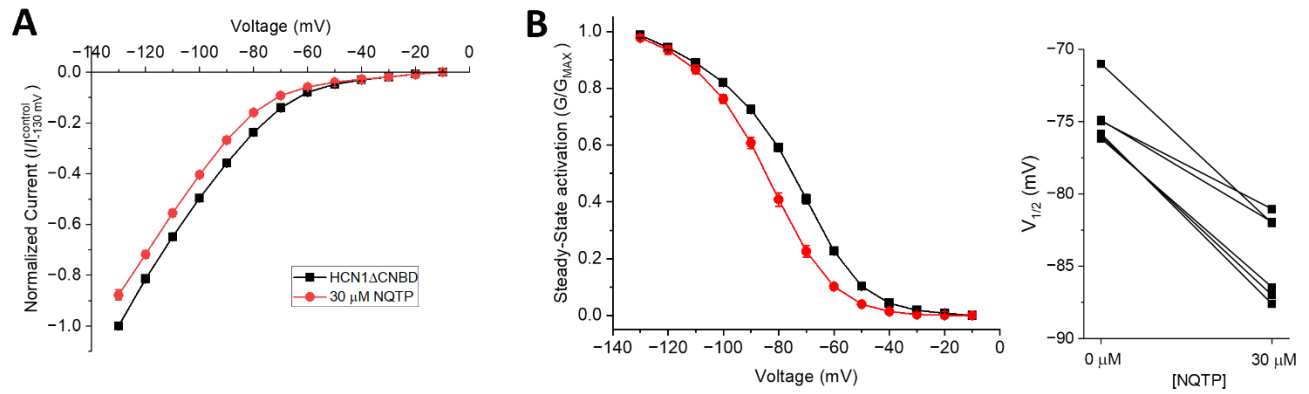 A
Voltage (mV)
−140 −120 −100 −80 −60 −40 −20 0
0.0
−0.2
−0.4
−0.6
−0.8
−1.0
Normalized Current (I/I control −130 mV)
HCN1ΔCNBD
30 μM NQTP
B
1.0
0.8
0.6
0.4
0.2
0.0
Steady-State activation (G/GMAX)
−140 −120 −100 −80 −60 −40 −20 0
Voltage (mV)
−70
−75
−80
−85
−90
V1/2 (mV)
0 μM 30 μM
[NQTP]